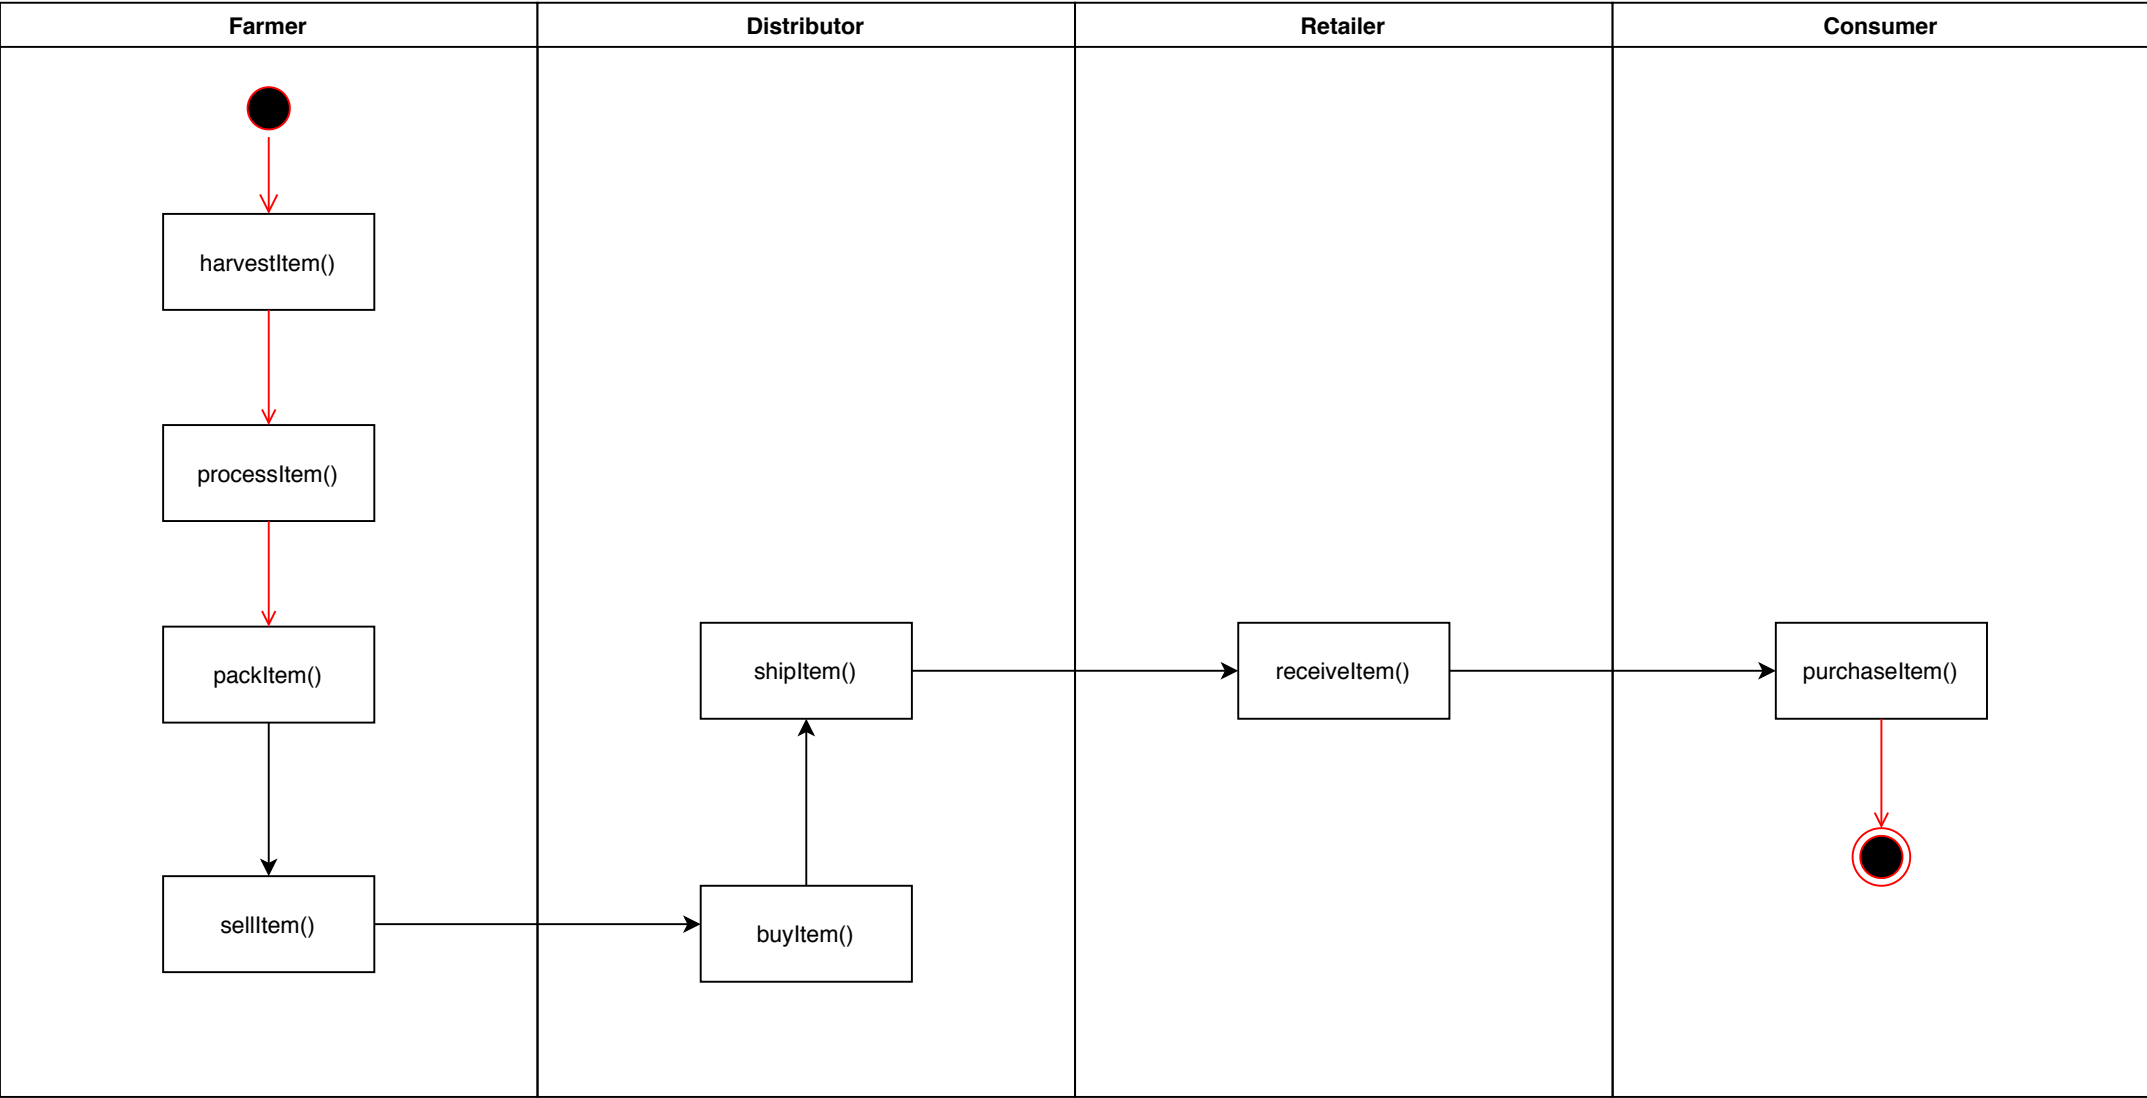 Farmer
Distributor
Retailer
Consumer
harvestItem()
processItem()
packItem()
sellItem()
buyItem()
shipItem()
receiveItem()
purchaseItem()